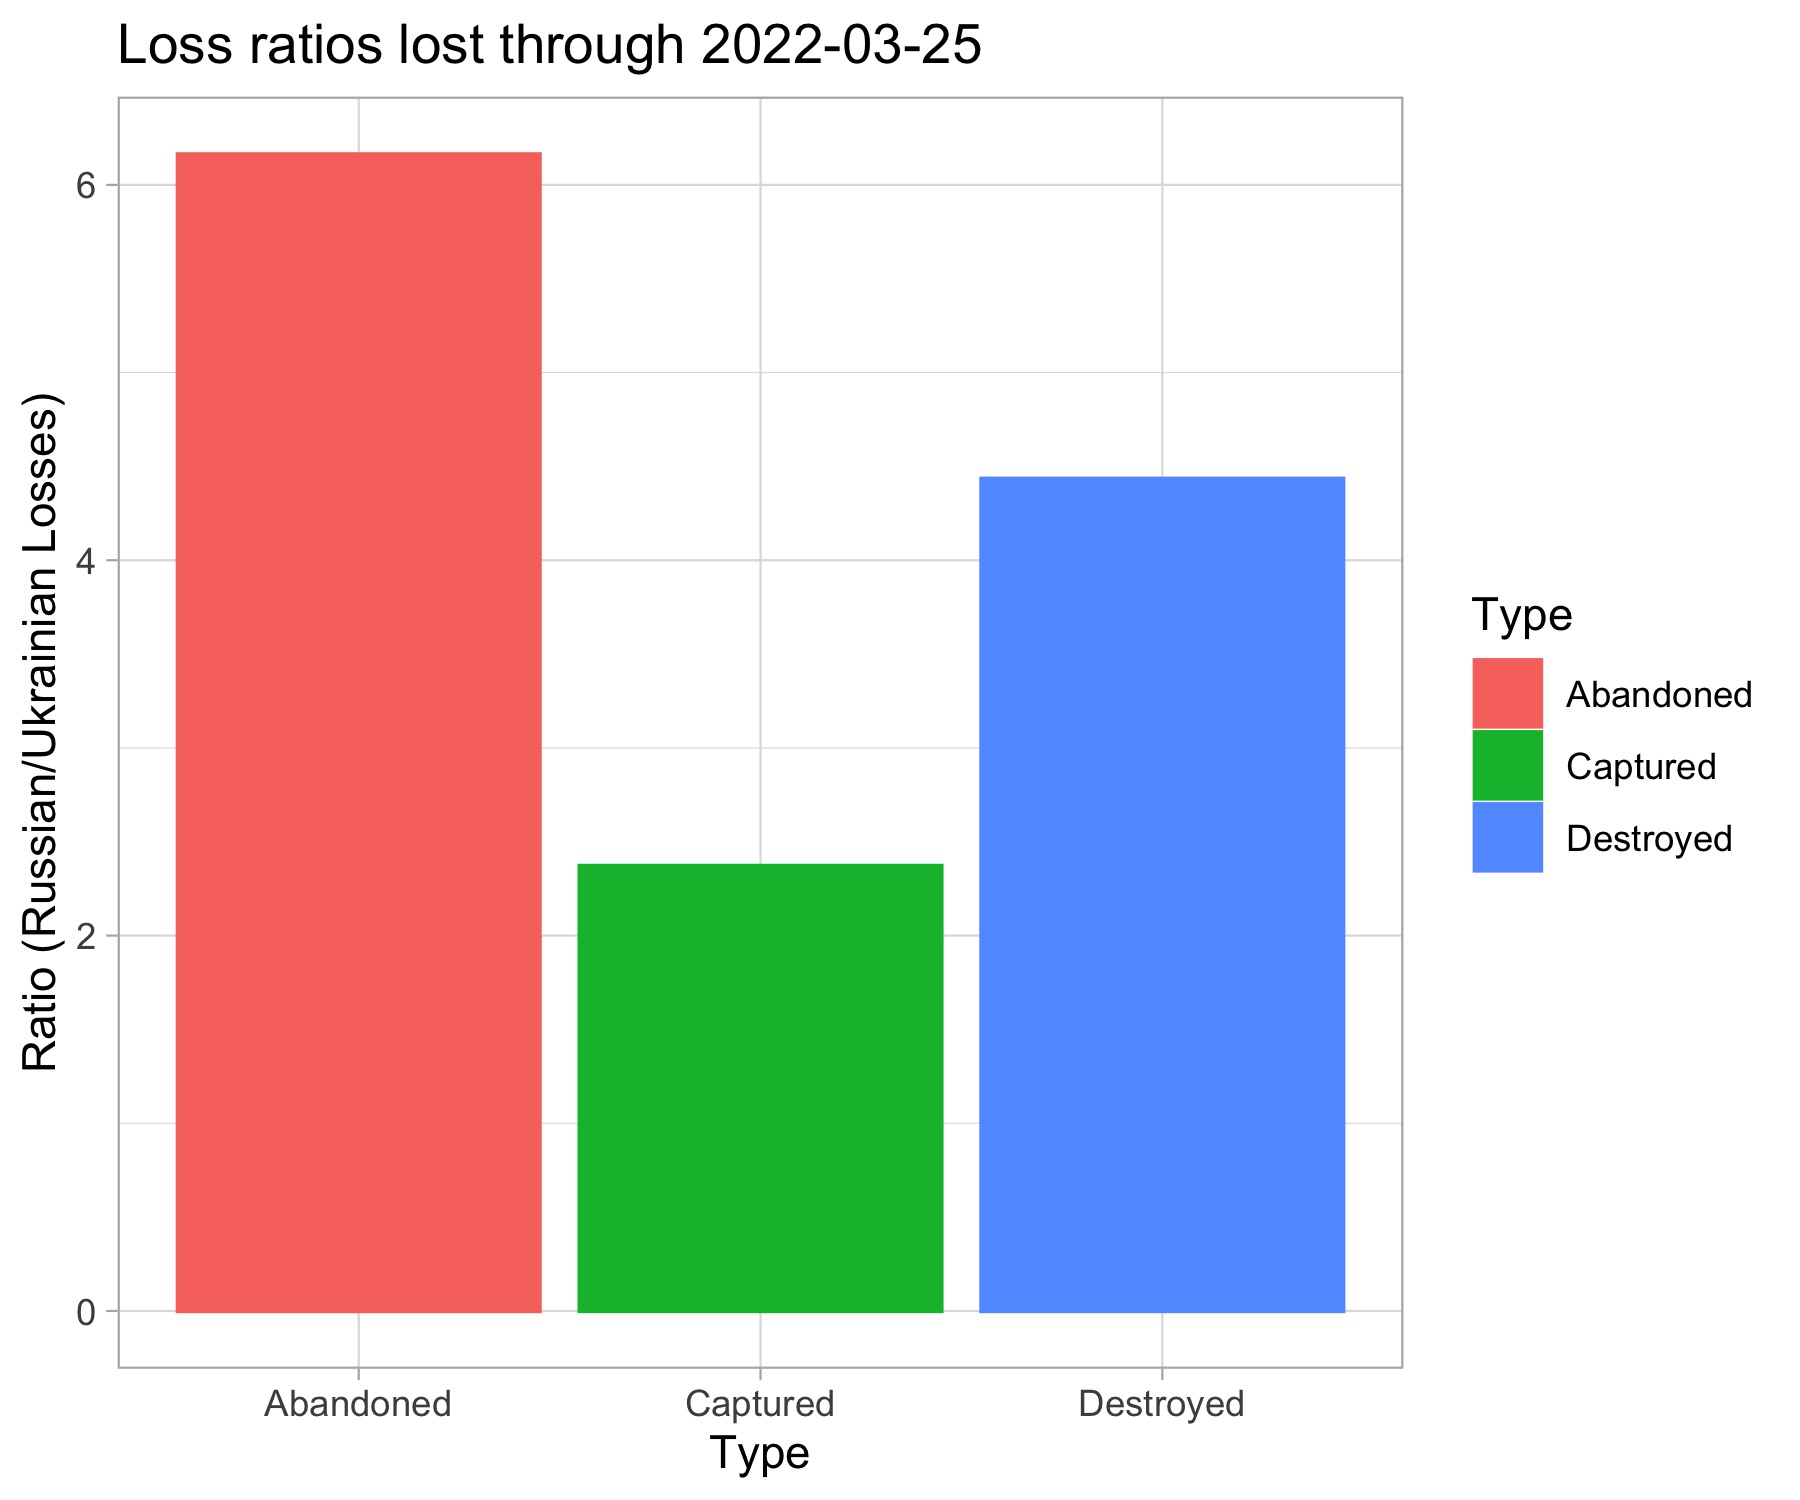 Loss ratios lost through 2022-03-25
Ratio (Russian/Ukrainian Losses)
6
4
2
0
Abandoned
Captured
Destroyed
Type
Type
Abandoned
Captured
Destroyed